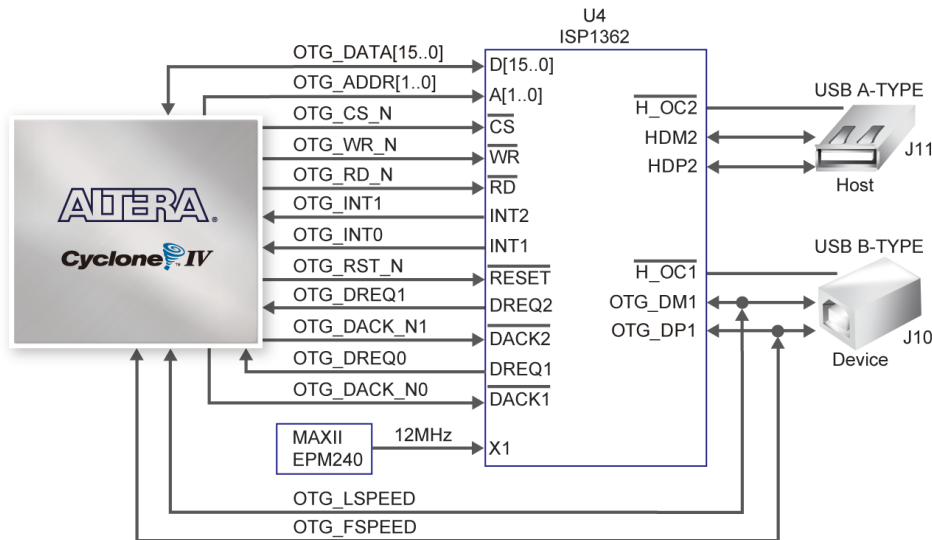 U4
ISP1362
OTG_DATA[15..0]
D[15..0]
OTG_ADDR[1..0]
A[1..0]
OTG_CS_N
CS
OTG_WR_N
WR
OTG_RD_N
RD
OTG_INT1
INT2
OTG_INT0
INT1
OTG_RST_N
RESET
OTG_DREQ1
DREQ2
OTG_DACK_N1
DACK2
OTG_DREQ0
DREQ1
OTG_DACK_N0
DACK1
MAXII
EPM240
12MHz
X1
OTG_LSPEED
OTG_FSPEED
ALTERA®
Cyclone™ IV
H_OC2
HDM2
HDP2
USB A-TYPE
J11
Host
H_OC1
OTG_DM1
OTG_DP1
USB B-TYPE
J10
Device